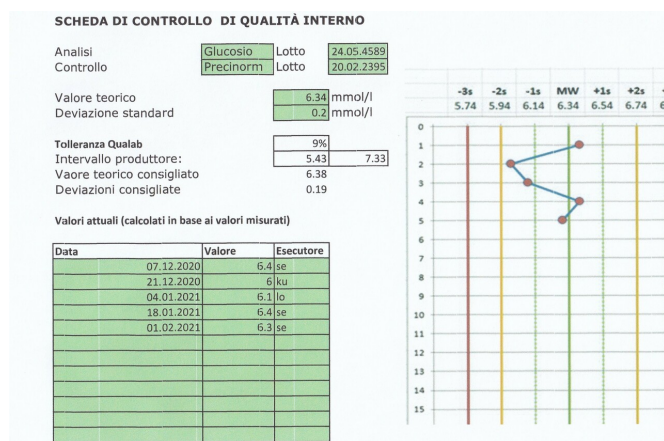 SCHEDA DI CONTROLLO DI QUALITÀ INTERNO
Analisi Glucosio Lotto 24.05.4589
Controllo Precinorm Lotto 20.02.2395
Valore teorico 6.34 mmol/l
Deviazione standard 0.2 mmol/l
Tolleranza Qualab 9%
Intervallo produttore: 5.43 7.33
Vaore teorico consigliato 6.38
Deviazioni consigliate 0.19
Valori attuali (calcolati in base ai valori misurati)
Data Valore Esecutore
07.12.2020 6.4 se
21.12.2020 6 ku
04.01.2021 6.1 lo
18.01.2021 6.4 se
01.02.2021 6.3 se
-3s -2s -1s MW +1s +2s
5.74 5.94 6.14 6.34 6.54 6.74
0
1
2
3
4
5
6
7
8
9
10
11
12
13
14
15